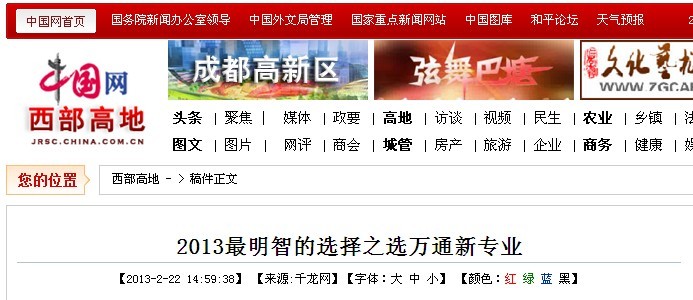 中国网首页 国务院新闻办公室领导 中国外文局管理 国家重点新闻网站 中国图库 和平论坛 天气预报 2
中国网
西部高地
JRSC.CHINA.COM.CN
成都高新区
弦舞巴塘
文化艺术
WWW.ZGCAE
头条 | 聚焦 | 媒体 | 政要 | 高地 | 访谈 | 视频 | 民生 | 农业 | 乡镇 |
图文 | 图片 | 网评 | 商会 | 城管 | 房产 | 旅游 | 企业 | 商务 | 健康 |
您的位置 西部高地 - > 稿件正文
2013最明智的选择之选万通新专业
【2013-2-22 14:59:38】 【来源:千龙网】【字体：大 中 小】 【颜色：红 绿 蓝 黑】